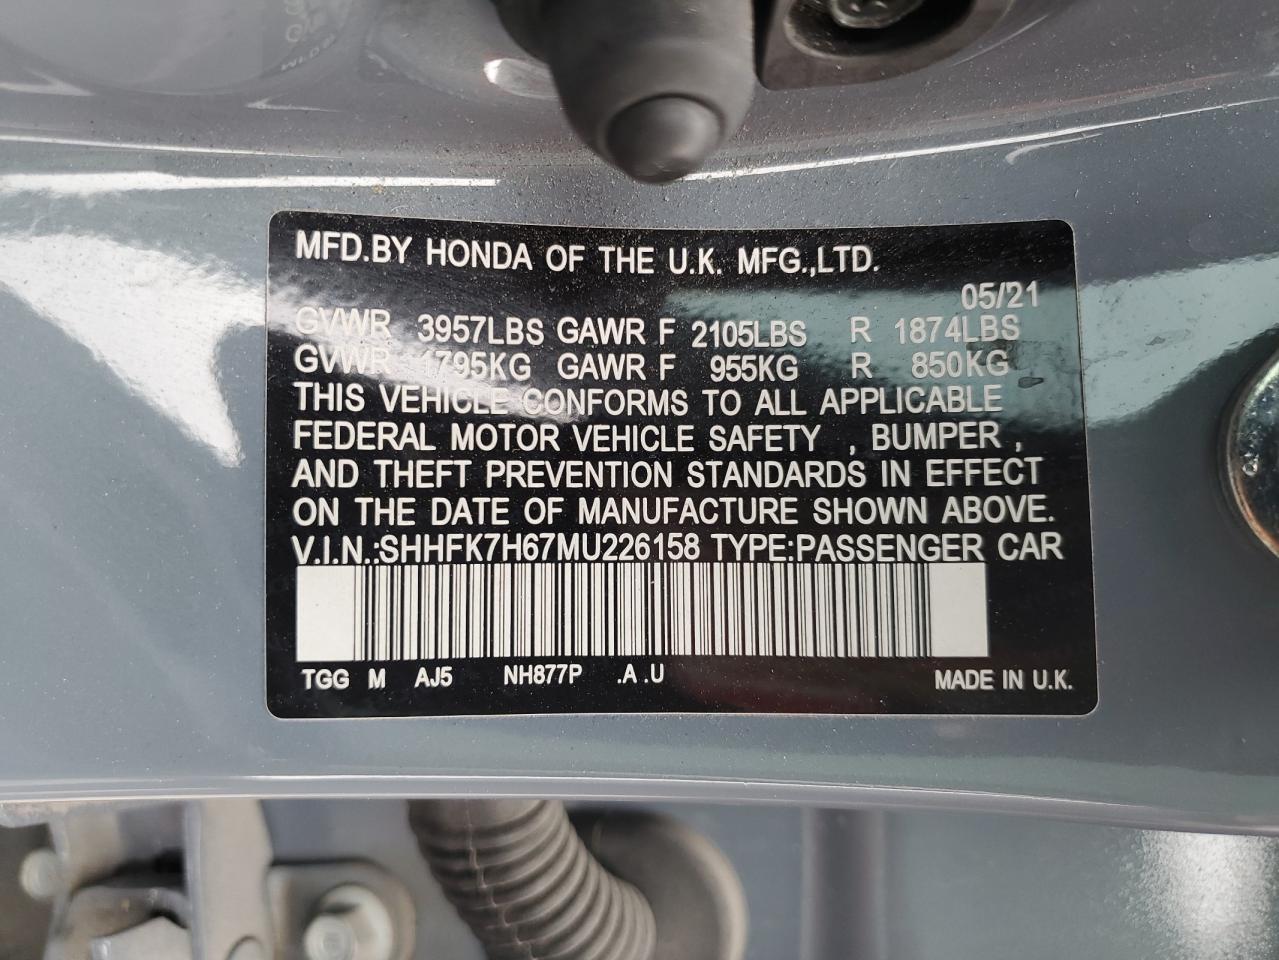 MFD.BY HONDA OF THE U.K. MFG.,LTD.
05/21
GVWR 3957LBS GAWR F 2105LBS R 1874LBS
GVWR 1795KG GAWR F 955KG R 850KG
THIS VEHICLE CONFORMS TO ALL APPLICABLE
FEDERAL MOTOR VEHICLE SAFETY , BUMPER ,
AND THEFT PREVENTION STANDARDS IN EFFECT
ON THE DATE OF MANUFACTURE SHOWN ABOVE.
V.I.N.:SHHFK7H67MU226158 TYPE:PASSENGER CAR
TGG M AJ5 NH877P .A .U MADE IN U.K.